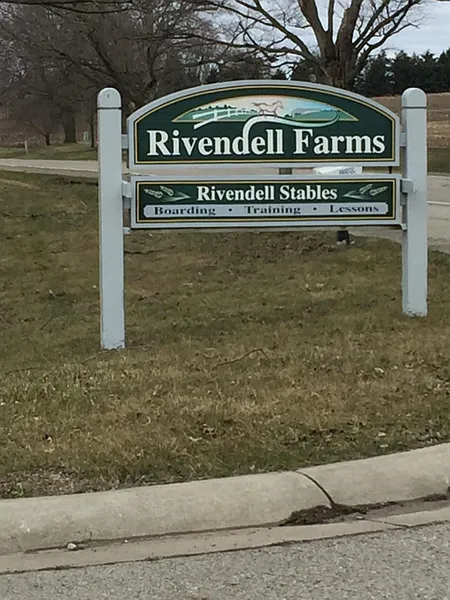 Rivendell Farms
Rivendell Stables
Boarding • Training • Lessons